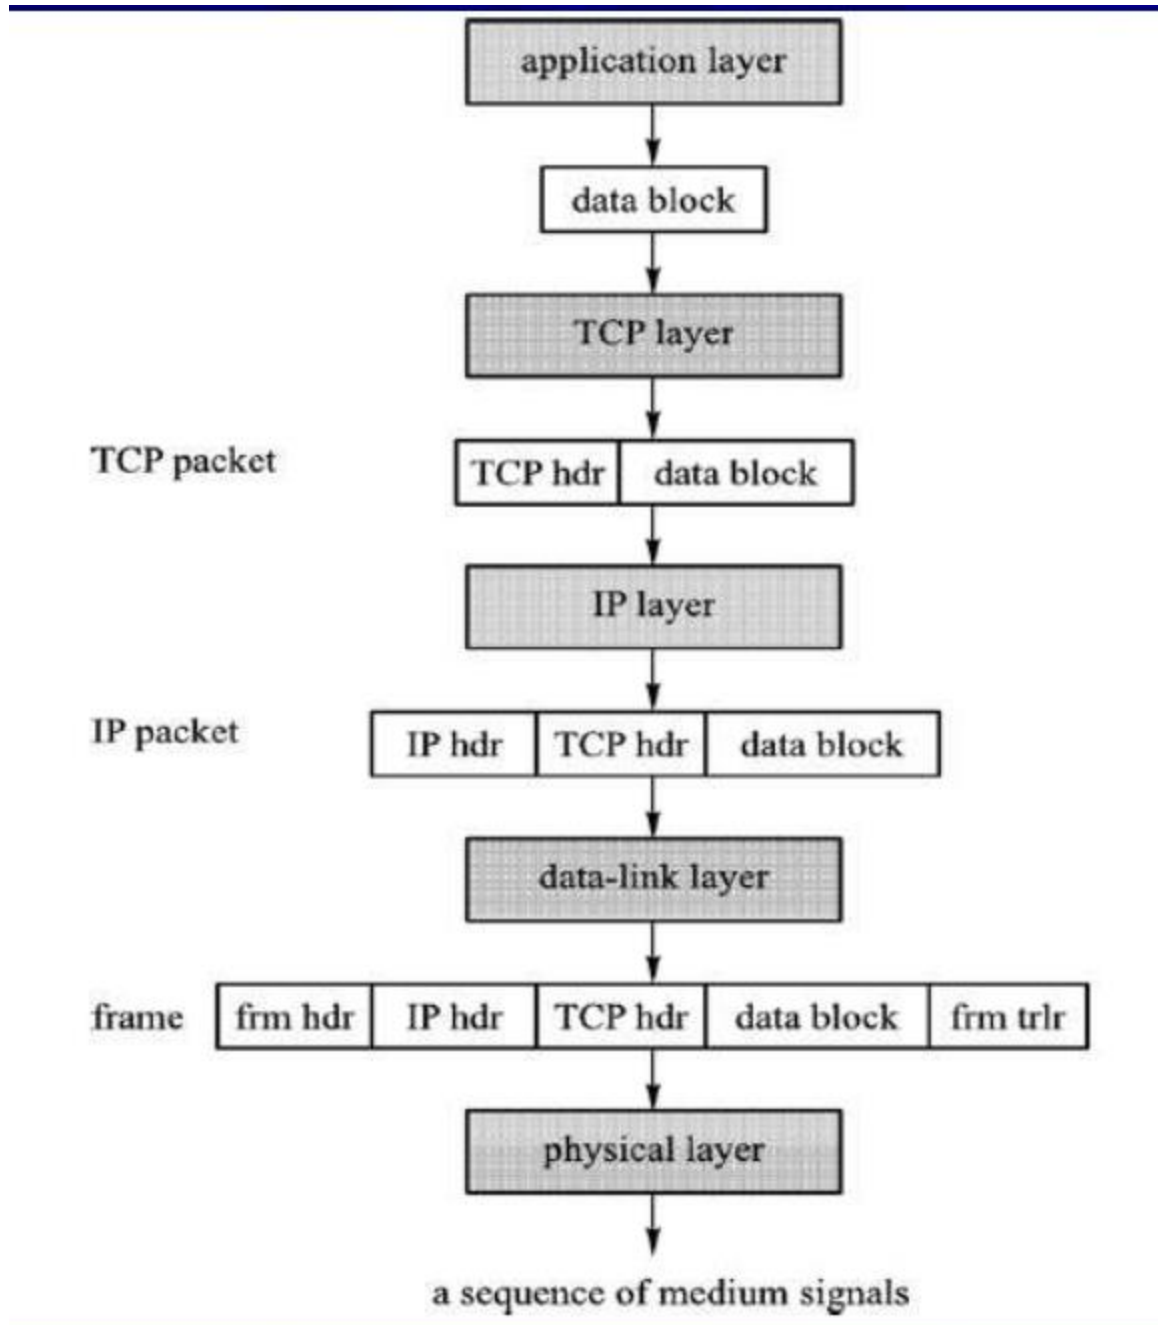 application layer
data block
TCP layer
TCP packet
TCP hdr data block
IP layer
IP packet
IP hdr TCP hdr data block
data-link layer
frame frm hdr IP hdr TCP hdr data block frm trlr
physical layer
a sequence of medium signals